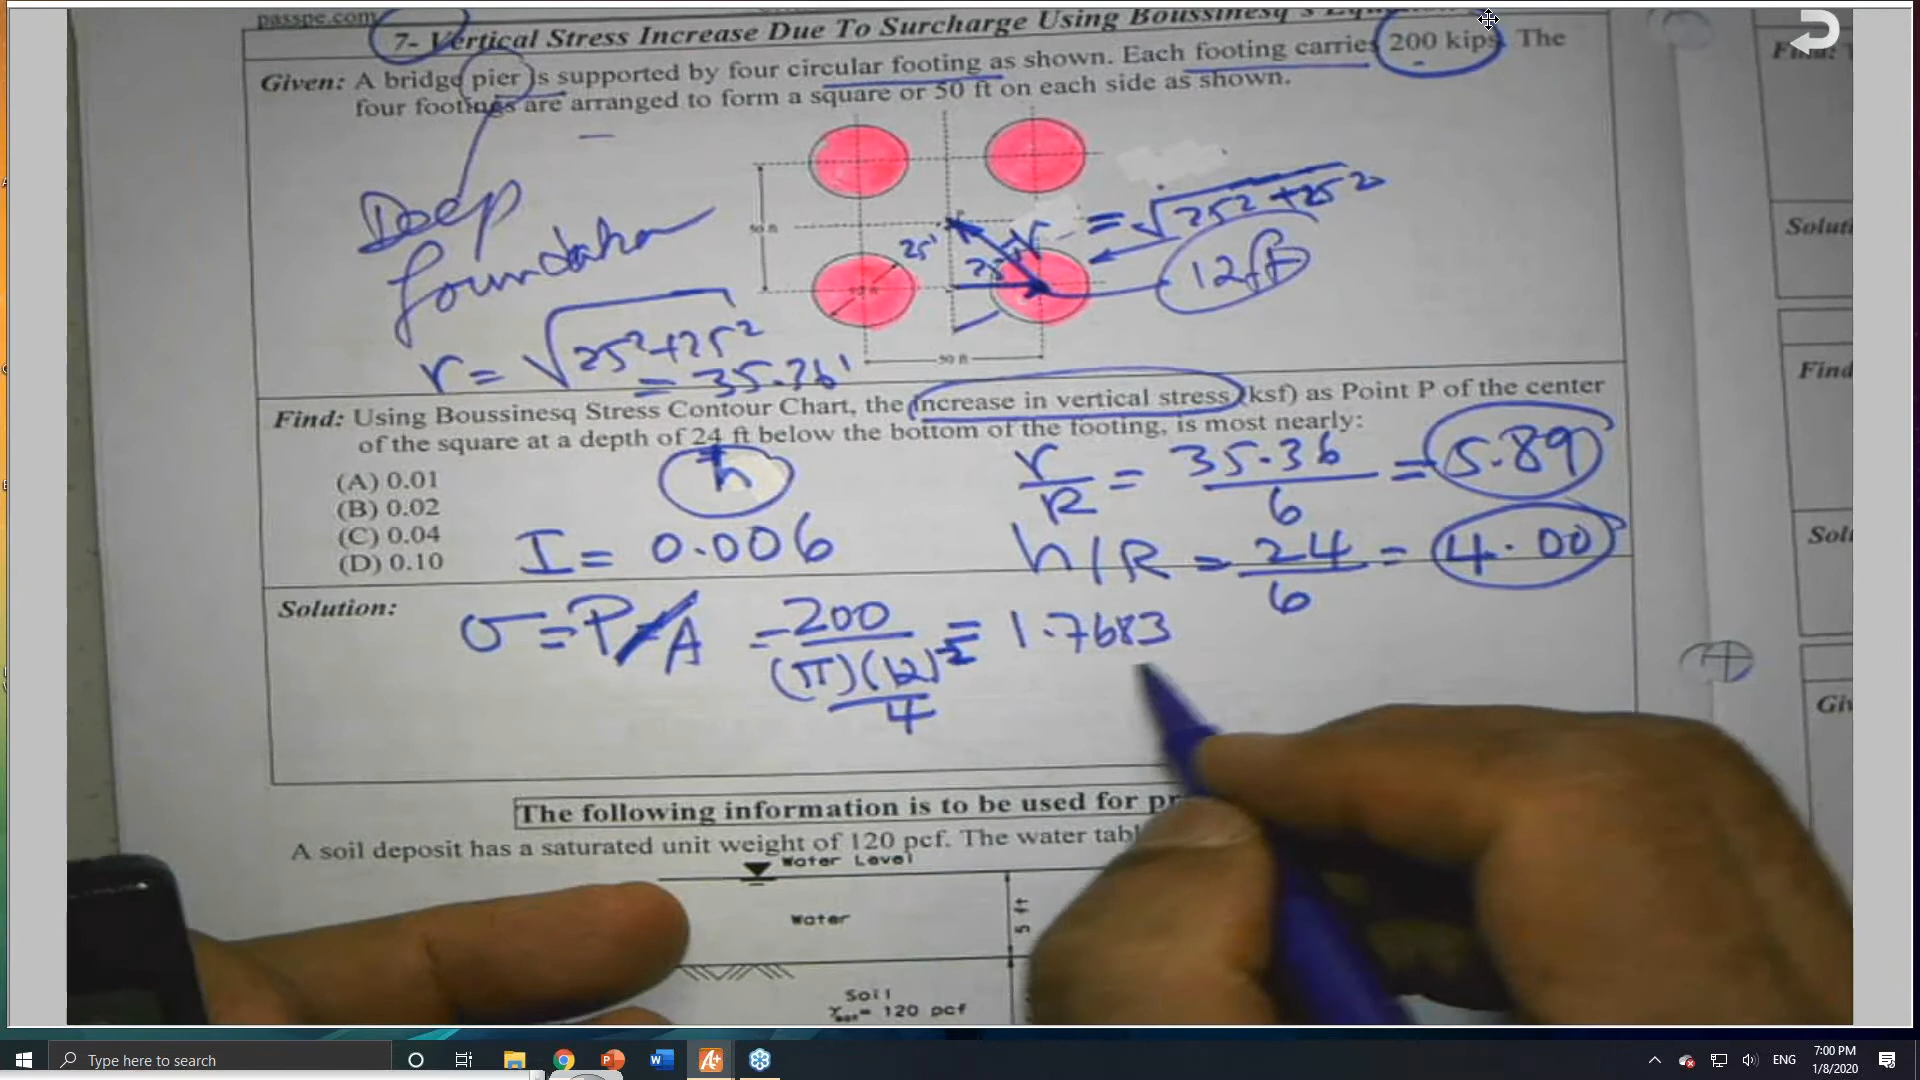 passpe.com
7- Vertical Stress Increase Due To Surcharge Using Boussinesq's
Given: A bridge pier is supported by four circular footing as shown. Each footing carries 200 kips. The
four footings are arranged to form a square or 50 ft on each side as shown.
Deep
foundation
r = √25²+25²
= 35.36'
50 ft
25'
25
r
= √25²+25²
12 ft
50 ft
Find: Using Boussinesq Stress Contour Chart, the increase in vertical stress (ksf) as Point P of the center
of the square at a depth of 24 ft below the bottom of the footing, is most nearly:
(A) 0.01
(B) 0.02
(C) 0.04
(D) 0.10
h
I = 0.006
r/R = 35.36/6 = 5.89
h/R = 24/6 = 4.00
Solution:
σ = P/A = 200/(π)(12)²/4 = 1.7683
The following information is to be used for
A soil deposit has a saturated unit weight of 120 pcf. The water
Water Level
Water
5 ft
Soil
γsat= 120 pcf
Find:
Find
Type here to search
ENG
7:00 PM
1/8/2020